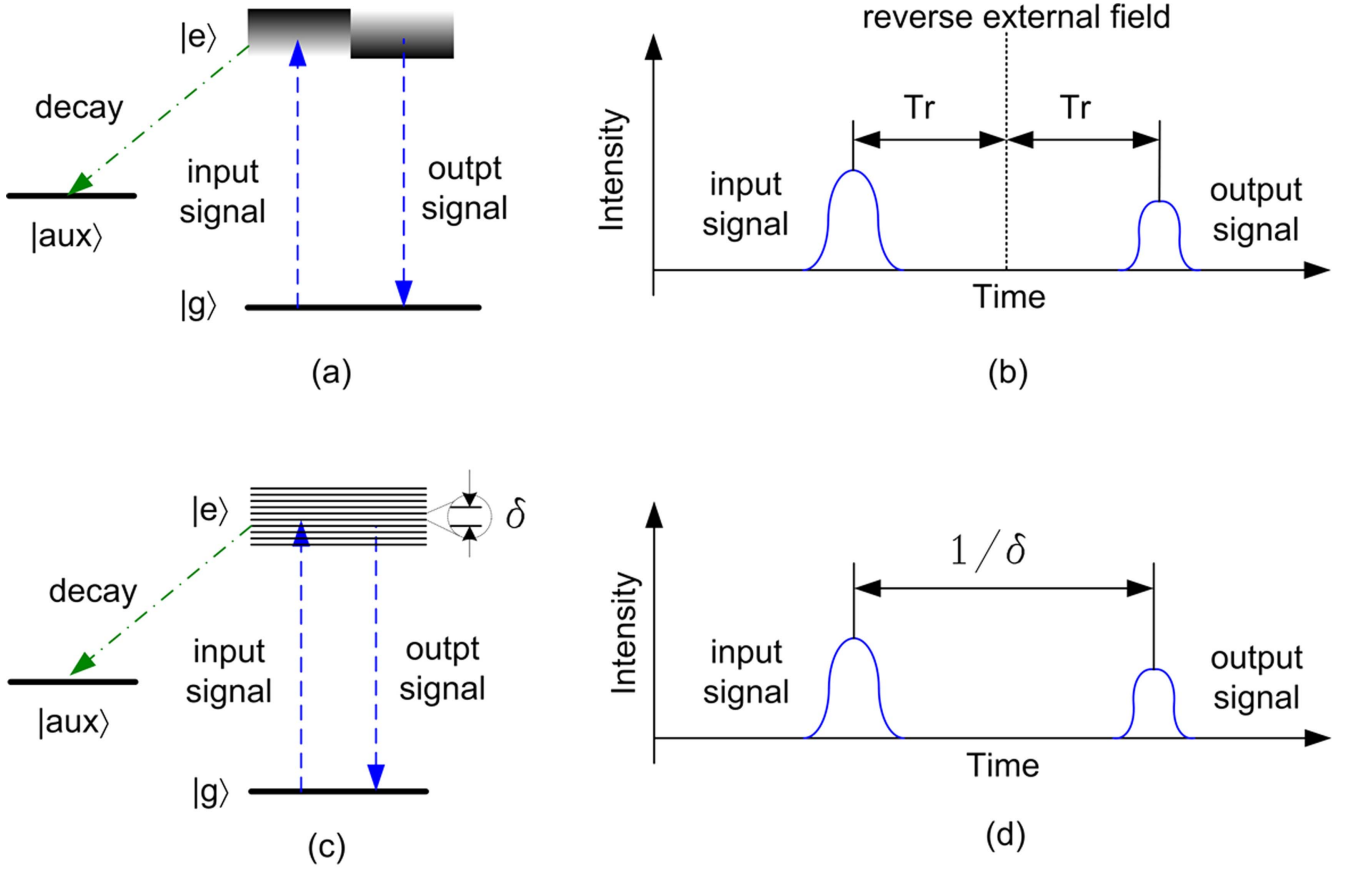 |e⟩
decay
input
signal
outpt
signal
|aux⟩
|g⟩
(a)
reverse external field
Tr
Tr
Intensity
input
signal
output
signal
Time
(b)
|e⟩
δ
decay
input
signal
outpt
signal
|aux⟩
|g⟩
(c)
1/δ
Intensity
input
signal
output
signal
Time
(d)